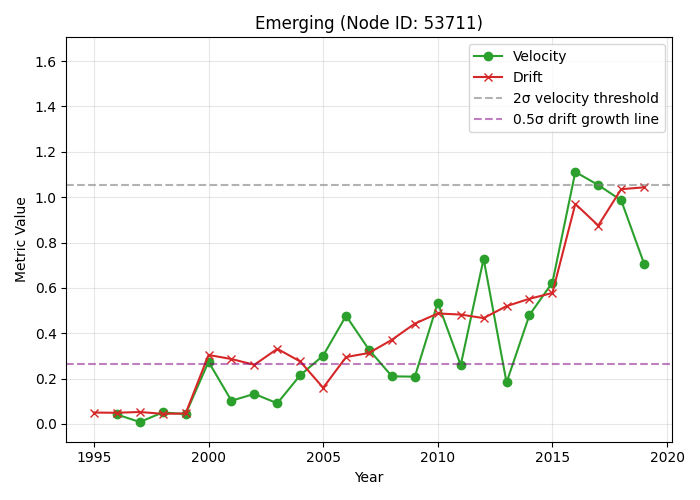 Emerging (Node ID: 53711)
Velocity
Drift
2σ velocity threshold
0.5σ drift growth line
Metric Value
1.6
1.4
1.2
1.0
0.8
0.6
0.4
0.2
0.0
1995 2000 2005 2010 2015 2020
Year